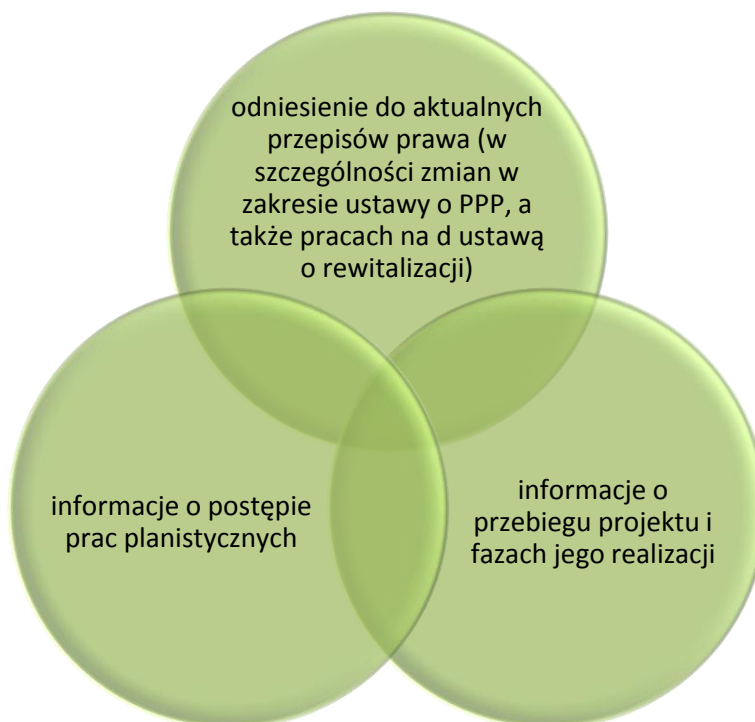 odniesienie do aktualnych
przepisów prawa (w
szczególności zmian w
zakresie ustawy o PPP, a
także pracach na d ustawą
o rewitalizacji)
informacje o postępie
prac planistycznych
informacje o
przebiegu projektu i
fazach jego realizacji